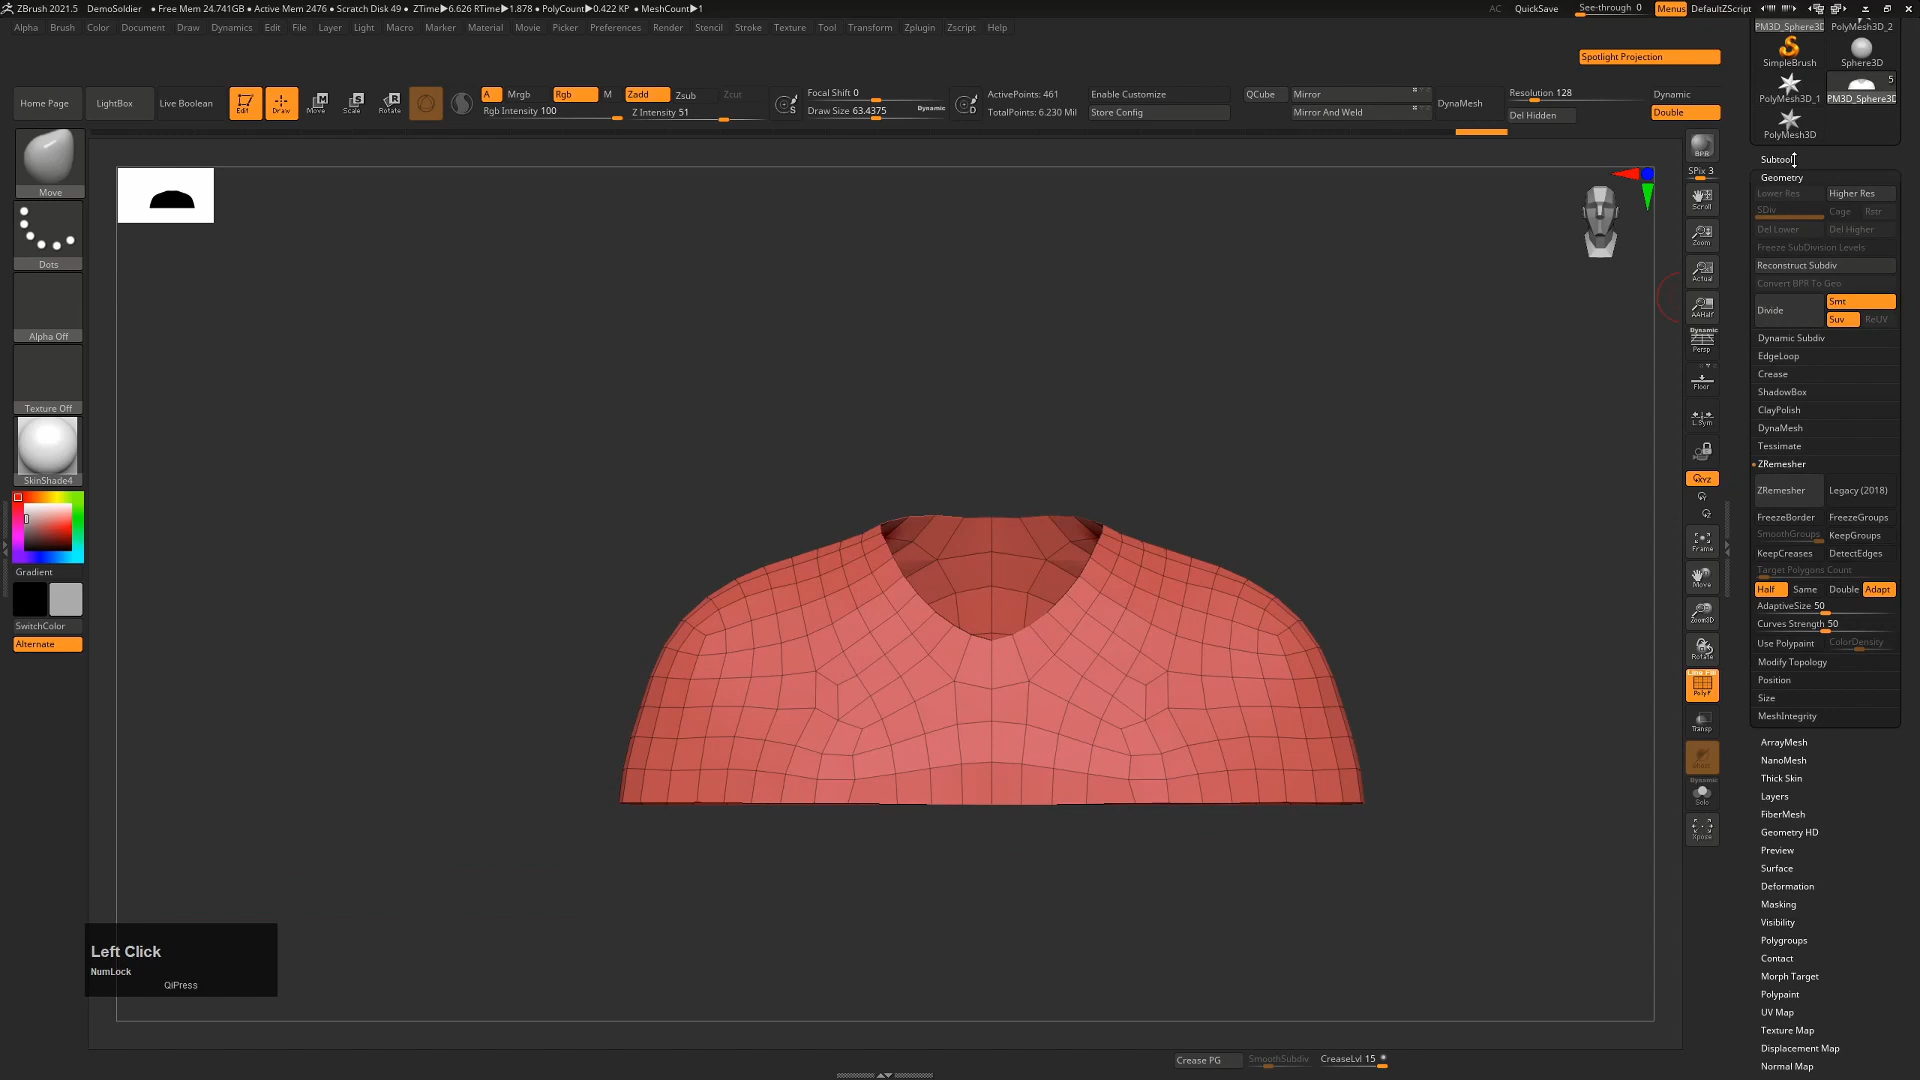 ZBrush 2021.5 DemoSoldier • Free Mem 24.741GB • Active Mem 2476 • Scratch Disk 49 • ZTime▶6.626 RTime▶1.878 • PolyCount▶0.422 KP • MeshCount▶1 AC QuickSave See-through 0 Menus DefaultZScript
Alpha Brush Color Document Draw Dynamics Edit File Layer Light Macro Marker Material Movie Picker Preferences Render Stencil Stroke Texture Tool Transform Zplugin Zscript Help
Spotlight Projection
Home Page LightBox Live Boolean Edit Draw Move Scale Rotate
A Mrgb Rgb M Zadd Zsub Zcut
Rgb Intensity 100 Z Intensity 51
Focal Shift 0
Draw Size 63.4375 Dynamic
ActivePoints: 461
TotalPoints: 6.230 Mil
Enable Customize
Store Config
QCube Mirror
Mirror And Weld
DynaMesh
Resolution 128
Del Hidden
Dynamic
Double
Move
Dots
Alpha Off
Texture Off
SkinShade4
Gradient
SwitchColor
Alternate
Left Click
NumLock
QiPress
BPR
SPix 3
Scroll
Zoom
Actual
AAHalf
Dynamic
Persp
Floor
L.Sym
XYZ
Frame
Move
Zoom3D
Rotate
Line Fill
PolyF
Transp
Ghost
Dynamic
Solo
Xpose
PM3D_Sphere3D PolyMesh3D_2
SimpleBrush Sphere3D
5
PolyMesh3D_1 PM3D_Sphere3D
PolyMesh3D
Subtool
Geometry
Lower Res Higher Res
SDiv Cage Rstr
Del Lower Del Higher
Freeze SubDivision Levels
Reconstruct Subdiv
Convert BPR To Geo
Divide Smt
Suv ReUV
Dynamic Subdiv
EdgeLoop
Crease
ShadowBox
ClayPolish
DynaMesh
Tessimate
ZRemesher
ZRemesher Legacy (2018)
FreezeBorder FreezeGroups
SmoothGroups KeepGroups
KeepCreases DetectEdges
Target Polygons Count
Half Same Double Adapt
AdaptiveSize 50
Curves Strength 50
Use Polypaint ColorDensity
Modify Topology
Position
Size
MeshIntegrity
ArrayMesh
NanoMesh
Thick Skin
Layers
FiberMesh
Geometry HD
Preview
Surface
Deformation
Masking
Visibility
Polygroups
Contact
Morph Target
Polypaint
UV Map
Texture Map
Displacement Map
Normal Map
Crease PG SmoothSubdiv CreaseLvl 15